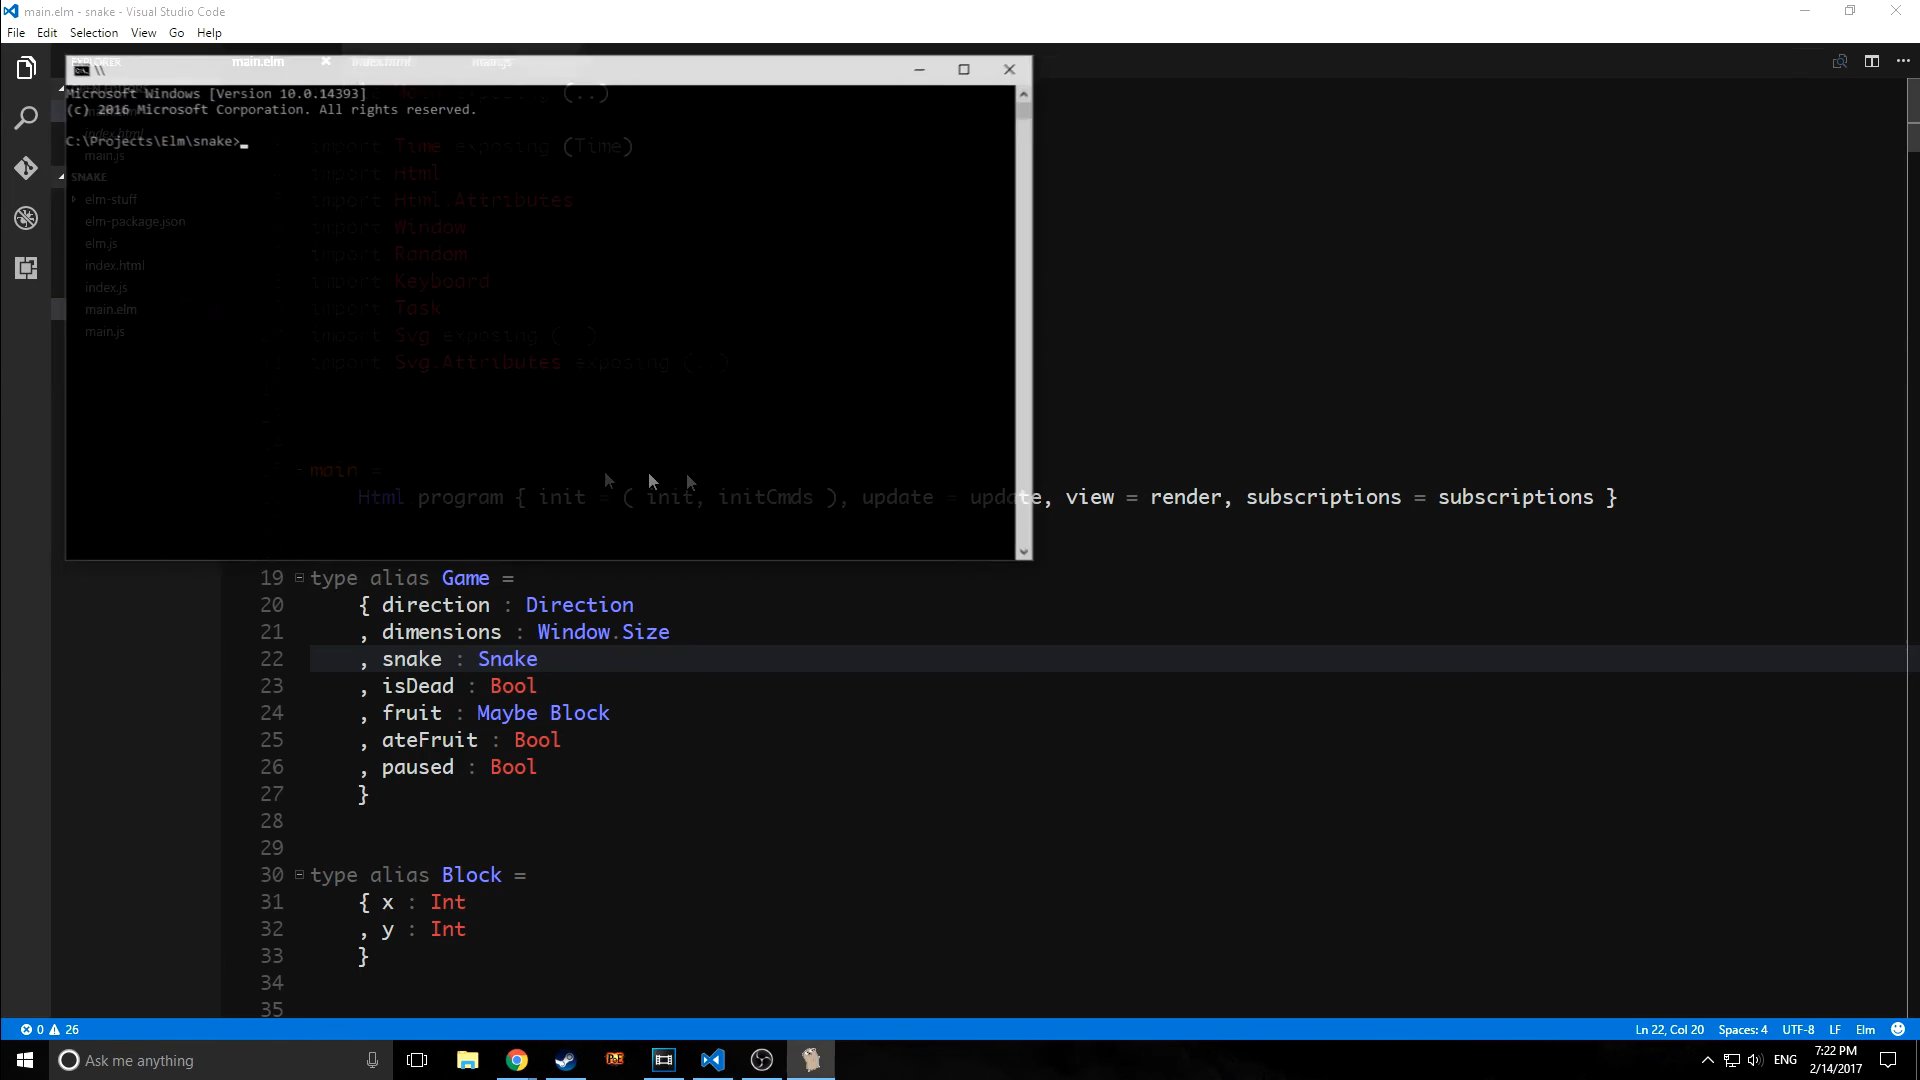 main.elm - snake - Visual Studio Code
File Edit Selection View Go Help
EXPLORER
main.elm
index.html
main.js
\\
Microsoft Windows [Version 10.0.14393]
(..)
(c) 2016 Microsoft Corporation. All rights reserved.
index.html
C:\Projects\Elm\snake>
main.js
SNAKE
elm-stuff
elm-package.json
elm.js
index.html
index.js
main.elm
main.js
import Time exposing (Time)
import Html
import Html.Attributes
import Window
import Random
import Keyboard
import Task
import Svg exposing (..)
import Svg.Attributes exposing (..)
main =
Html.program { init = ( init, initCmds ), update = update, view = render, subscriptions = subscriptions }
19 type alias Game =
20 { direction : Direction
21 , dimensions : Window.Size
22 , snake : Snake
23 , isDead : Bool
24 , fruit : Maybe Block
25 , ateFruit : Bool
26 , paused : Bool
27 }
28
29
30 type alias Block =
31 { x : Int
32 , y : Int
33 }
34
35
0 26
Ln 22, Col 20 Spaces: 4 UTF-8 LF Elm
Ask me anything
ENG
7:22 PM
2/14/2017